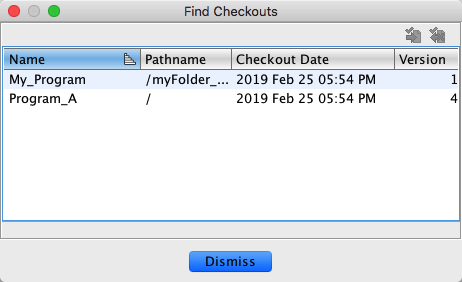 Find Checkouts
Name Pathname Checkout Date Version
My_Program /myFolder_... 2019 Feb 25 05:54 PM 1
Program_A / 2019 Feb 25 05:54 PM 4
Dismiss